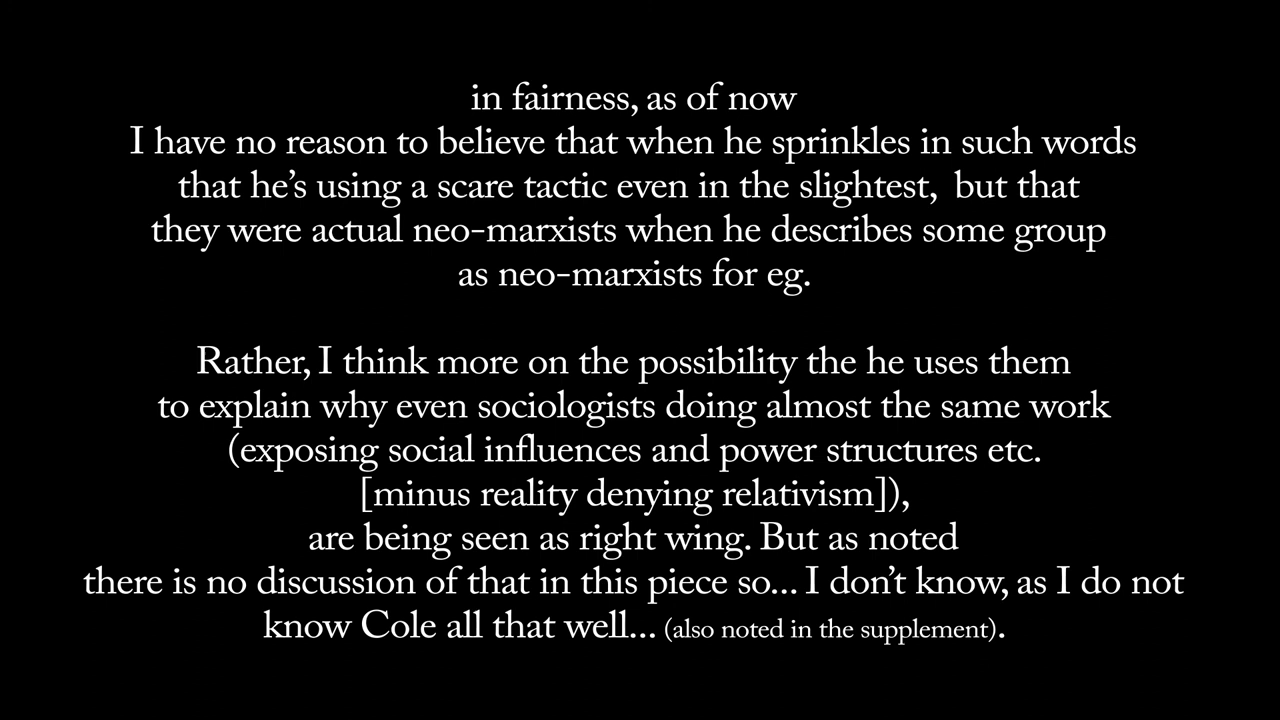 in fairness, as of now
I have no reason to believe that when he sprinkles in such words
that he’s using a scare tactic even in the slightest,  but that
they were actual neo-marxists when he describes some group
as neo-marxists for eg.
Rather, I think more on the possibility the he uses them
to explain why even sociologists doing almost the same work
(exposing social influences and power structures etc.
[minus reality denying relativism]),
are being seen as right wing. But as noted
there is no discussion of that in this piece so... I don’t know, as I do not
know Cole all that well... (also noted in the supplement).